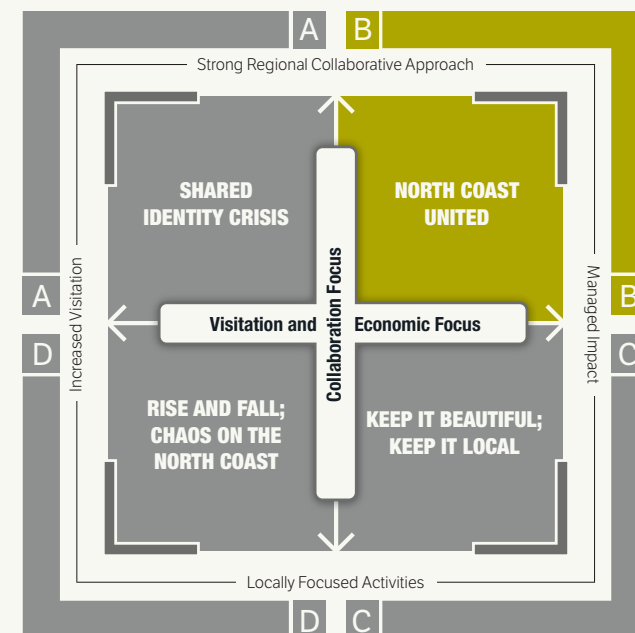 A B
Strong Regional Collaborative Approach
SHARED
IDENTITY CRISIS
NORTH COAST
UNITED
A
B
Increased Visitation
Managed Impact
Collaboration Focus
Visitation and Economic Focus
D
C
RISE AND FALL;
CHAOS ON THE
NORTH COAST
KEEP IT BEAUTIFUL;
KEEP IT LOCAL
Locally Focused Activities
D C